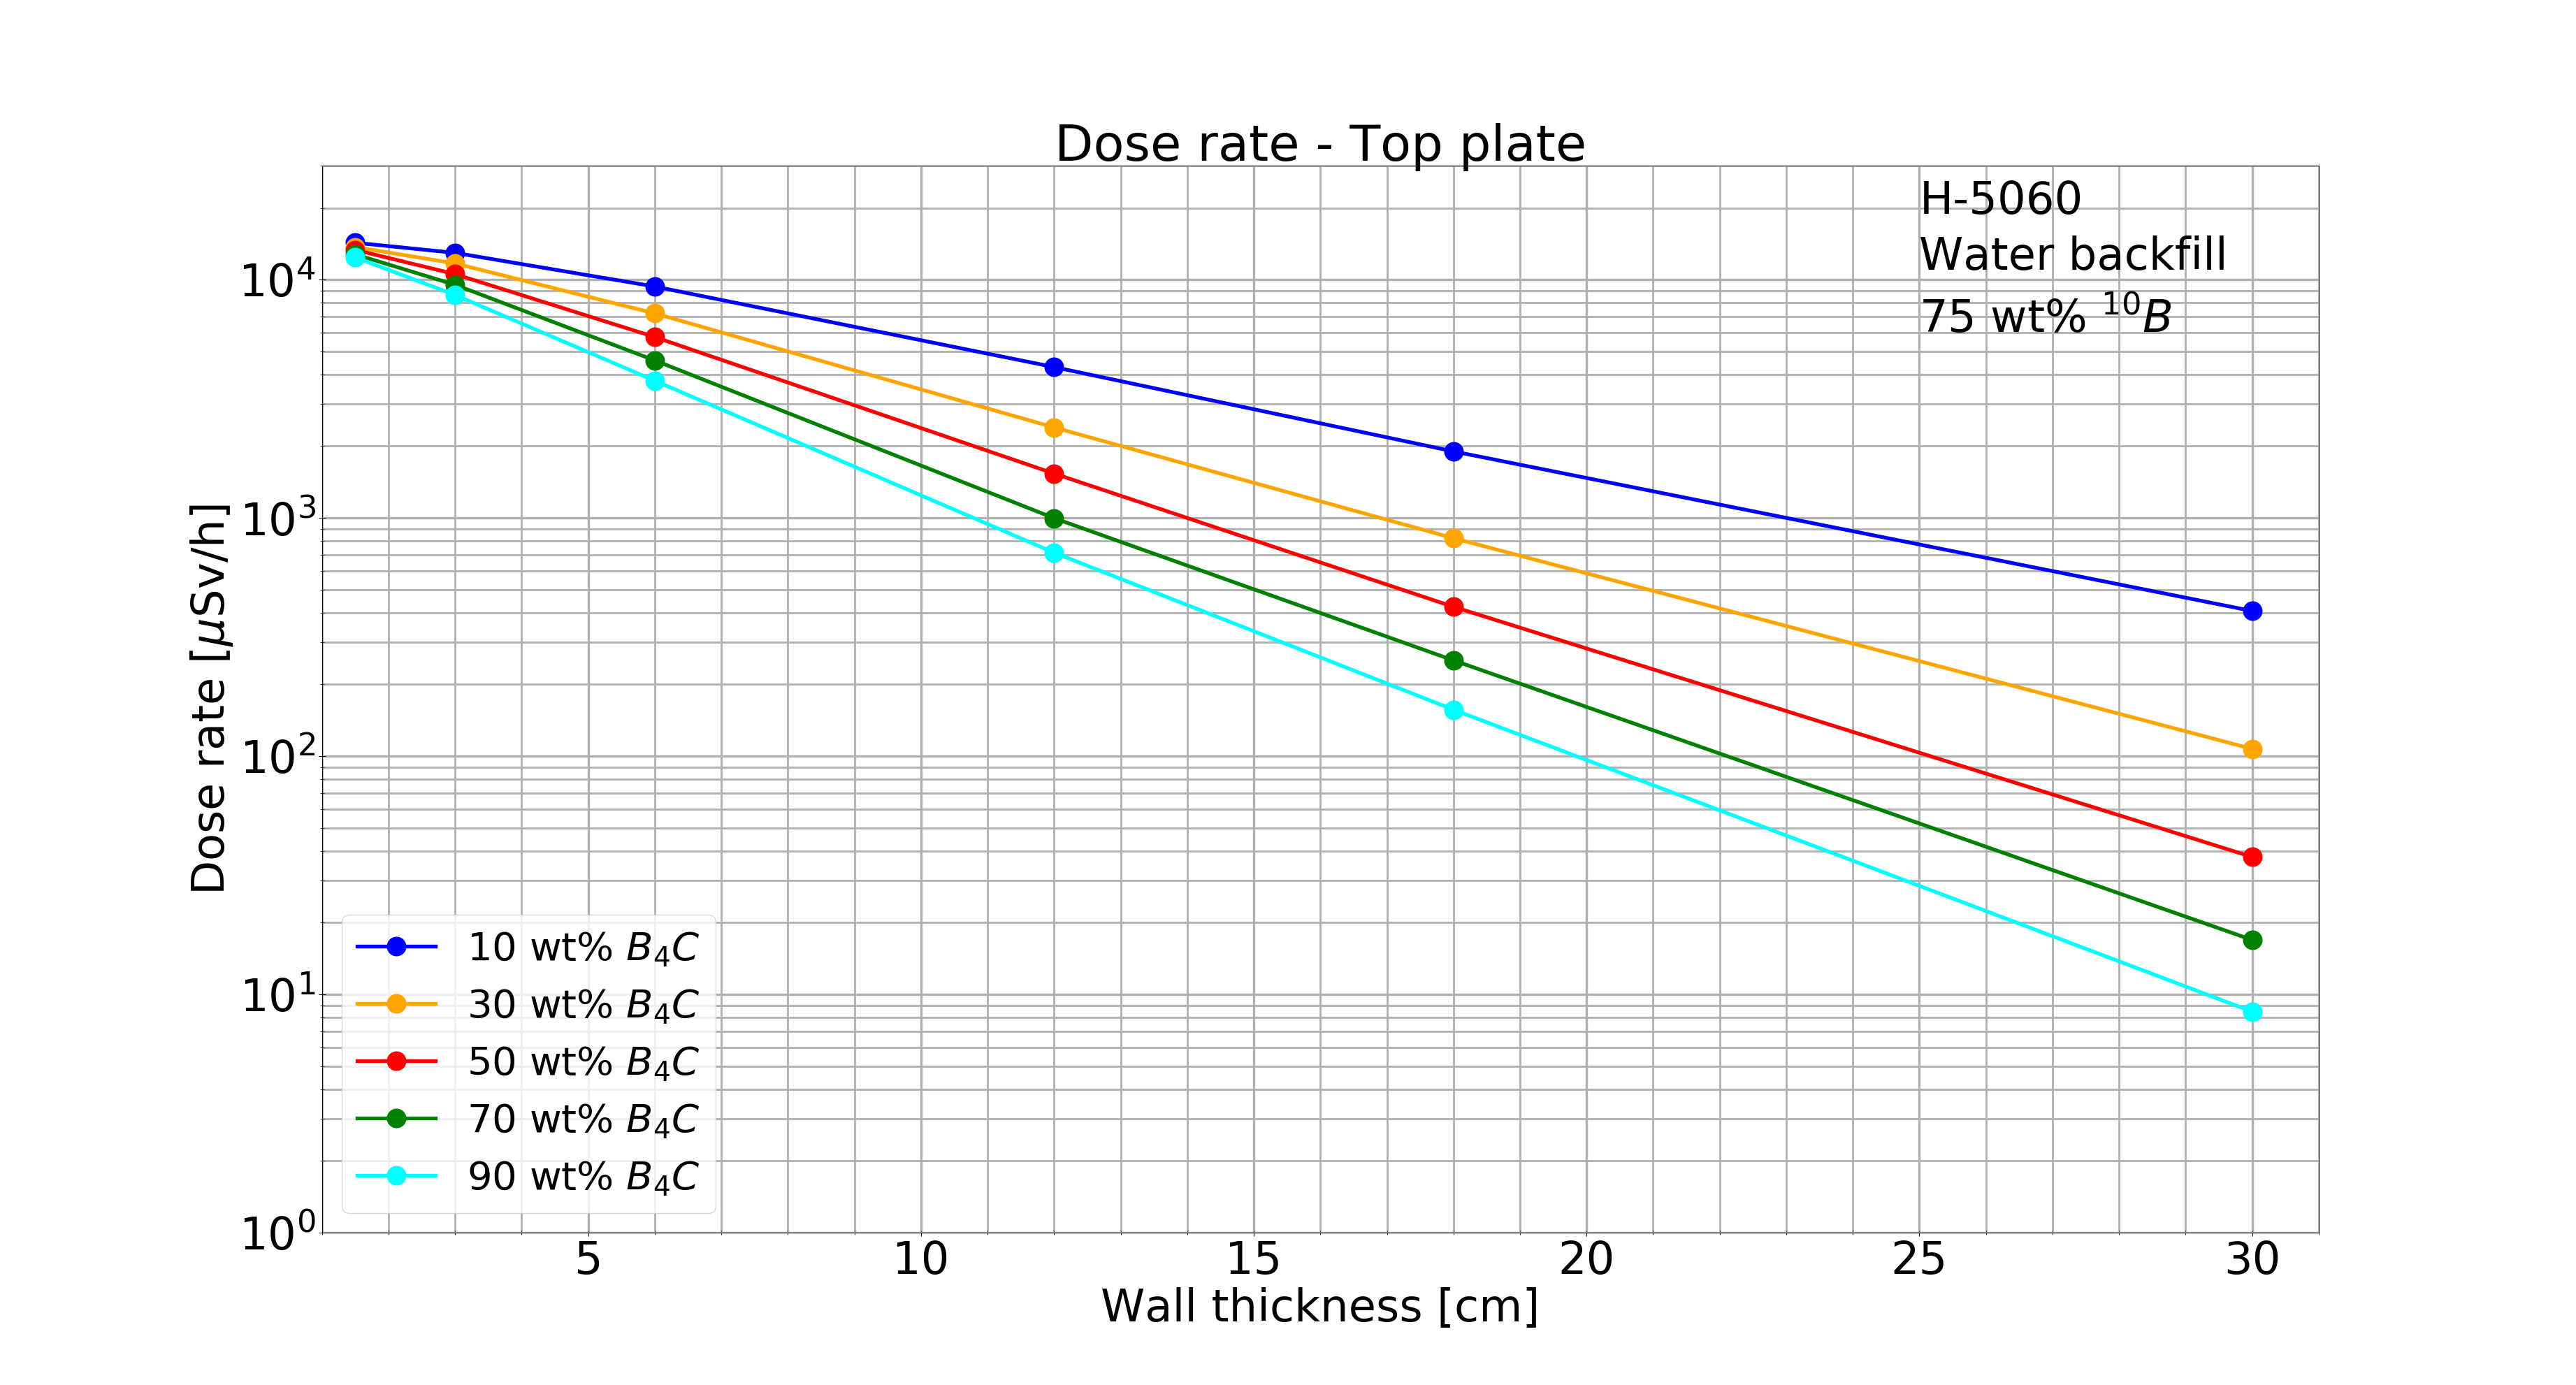 Dose rate - Top plate
H-5060
Water backfill
75 wt% ¹⁰B
Dose rate [μSv/h]
10⁴
10³
10²
10¹
10⁰
10 wt% B₄C
30 wt% B₄C
50 wt% B₄C
70 wt% B₄C
90 wt% B₄C
5 10 15 20 25 30
Wall thickness [cm]